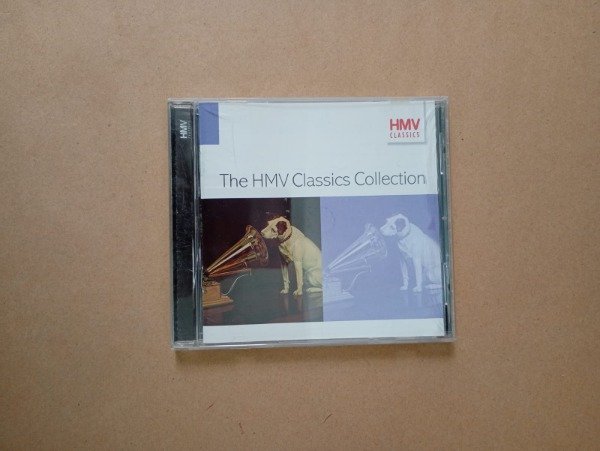 HMV
HMV
CLASSICS
The HMV Classics Collection